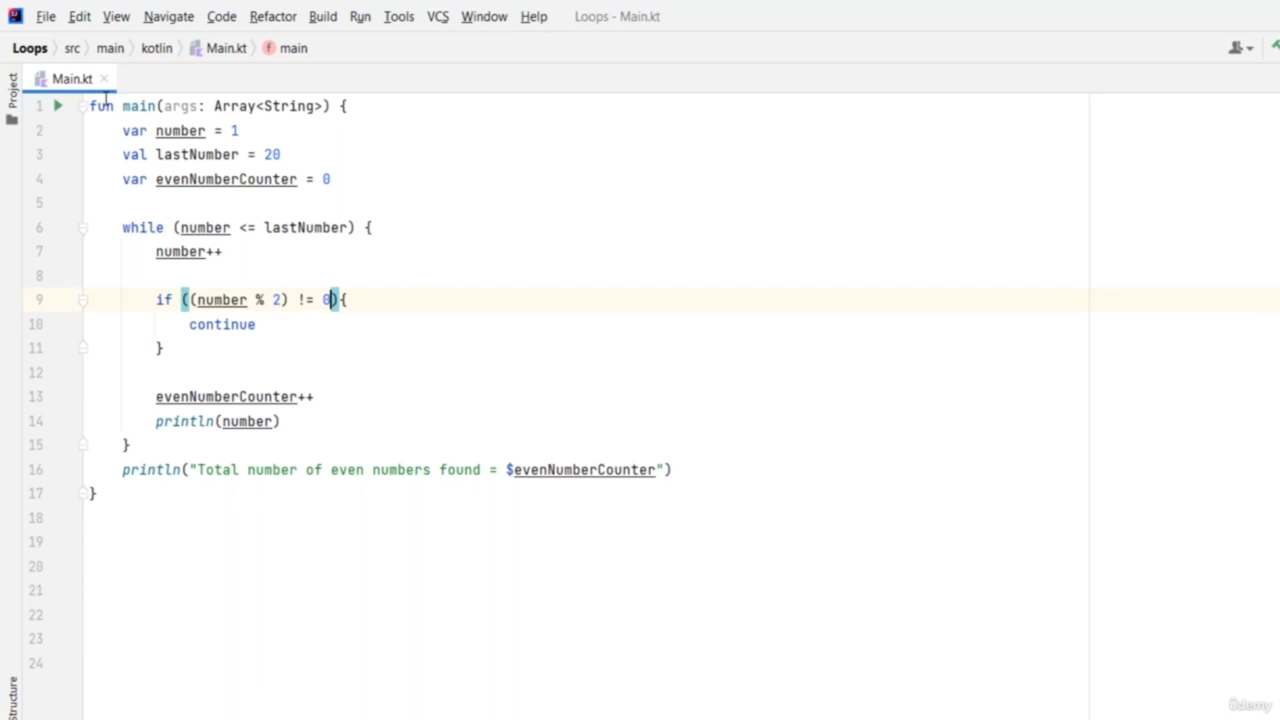 File Edit View Navigate Code Refactor Build Run Tools VCS Window Help Loops - Main.kt
Loops src main kotlin Main.kt main
Project
Main.kt
1 fun main(args: Array<String>) {
2 var number = 1
3 val lastNumber = 20
4 var evenNumberCounter = 0
5
6 while (number <= lastNumber) {
7 number++
8
9 if ((number % 2) != 0){
10 continue
11 }
12
13 evenNumberCounter++
14 println(number)
15 }
16 println("Total number of even numbers found = $evenNumberCounter")
17 }
18
19
20
21
22
23
24
Structure
ûdemy